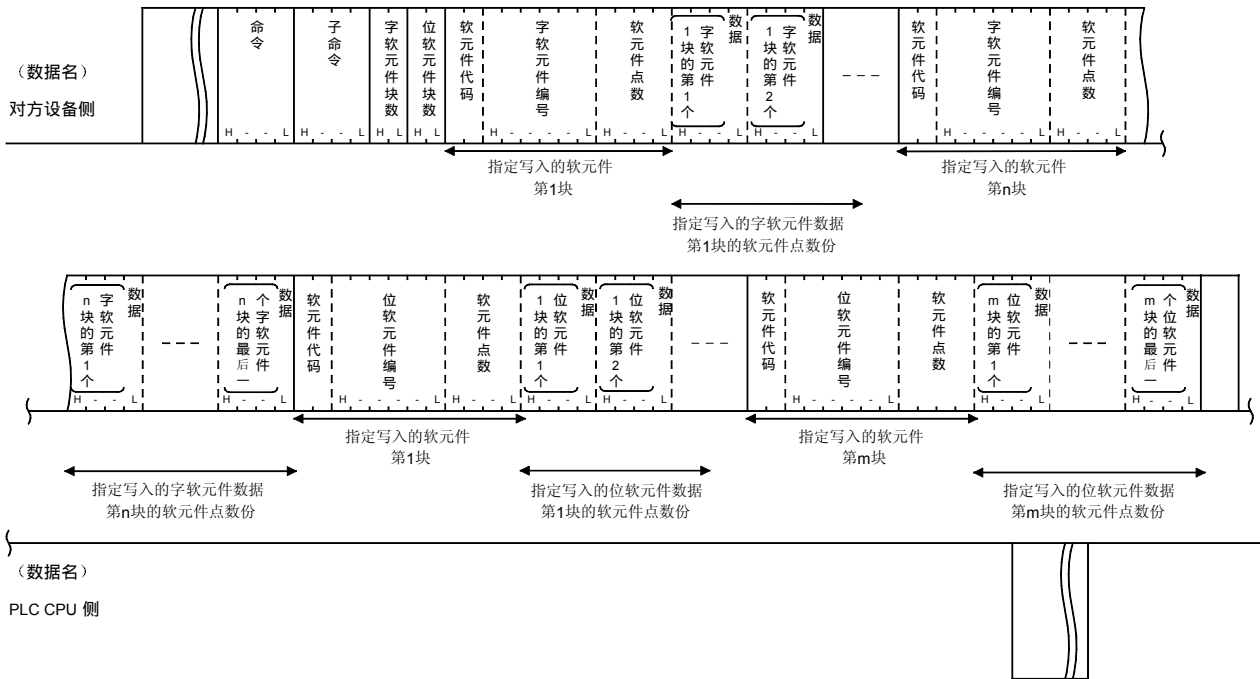 （数据名）
对方设备侧
命令
子命令
字软元件块数
位软元件块数
软元件代码
字软元件编号
软元件点数
字软元件
1块的第1个
数据
字软元件
1块的第2个
数据
软元件代码
字软元件编号
软元件点数
H - - L
H - - L
H L
H L
H - - - - L
H - - L
H - - L
H - - L
H - - - - L
H - - L
指定写入的软元件
第1块
指定写入的软元件
第n块
指定写入的字软元件数据
第1块的软元件点数份
字软元件
n块的第1个
数据
个字软元件
n块的最后一
数据
软元件代码
位软元件编号
软元件点数
位软元件
1块的第1个
数据
位软元件
1块的第2个
数据
软元件代码
位软元件编号
软元件点数
位软元件
m块的第1个
数据
个位软元件
m块的最后一
数据
H - - L
H - - L
H - - - - L
H - - L
H - - L
H - - L
H - - - - L
H - - L
H - - L
H - - L
指定写入的软元件
第1块
指定写入的软元件
第m块
指定写入的字软元件数据
第n块的软元件点数份
指定写入的位软元件数据
第1块的软元件点数份
指定写入的位软元件数据
第m块的软元件点数份
（数据名）
PLC CPU 侧